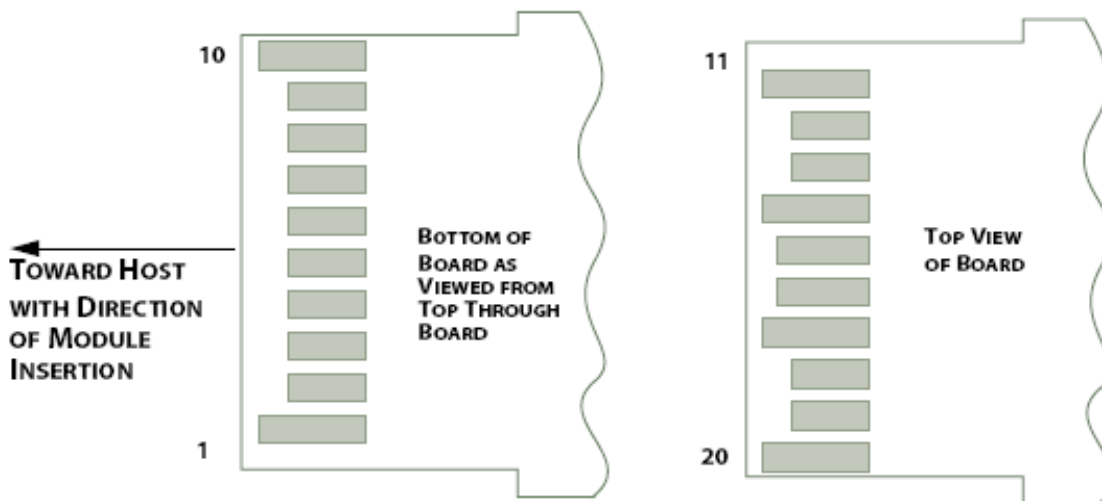 10
BOTTOM OF
BOARD AS
VIEWED FROM
TOP THROUGH
BOARD
TOWARD HOST
WITH DIRECTION
OF MODULE
INSERTION
1
11
TOP VIEW
OF BOARD
20